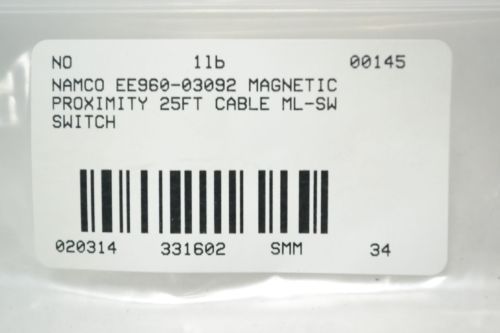 NO 1lb 00145
NAMCO EE960-03092 MAGNETIC
PROXIMITY 25FT CABLE ML-SW
SWITCH
020314 331602 SMM 34